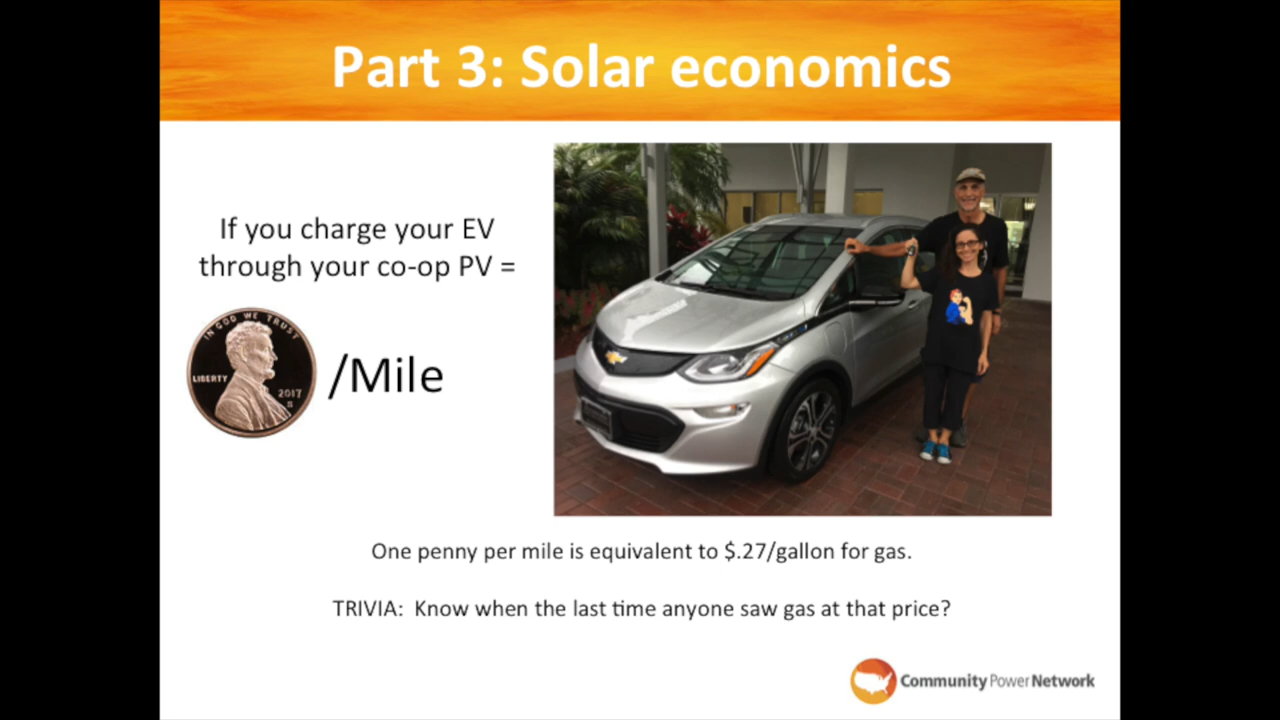 Part 3: Solar economics
If you charge your EV
through your co-op PV =
IN GOD WE TRUST
LIBERTY
2017
S
/Mile
One penny per mile is equivalent to $.27/gallon for gas.
TRIVIA:  Know when the last time anyone saw gas at that price?
Community Power Network